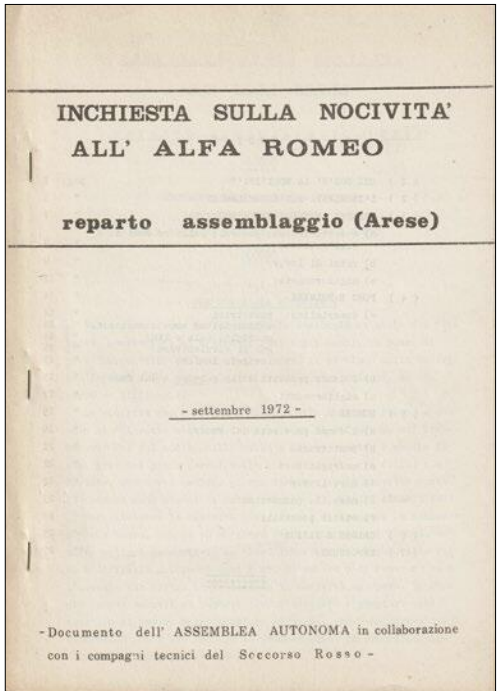 INCHIESTA SULLA NOCIVITA'
ALL' ALFA ROMEO
reparto assemblaggio (Arese)
- settembre 1972 -
- Documento dell' ASSEMBLEA AUTONOMA in collaborazione
con i compagni tecnici del Soccorso Rosso -